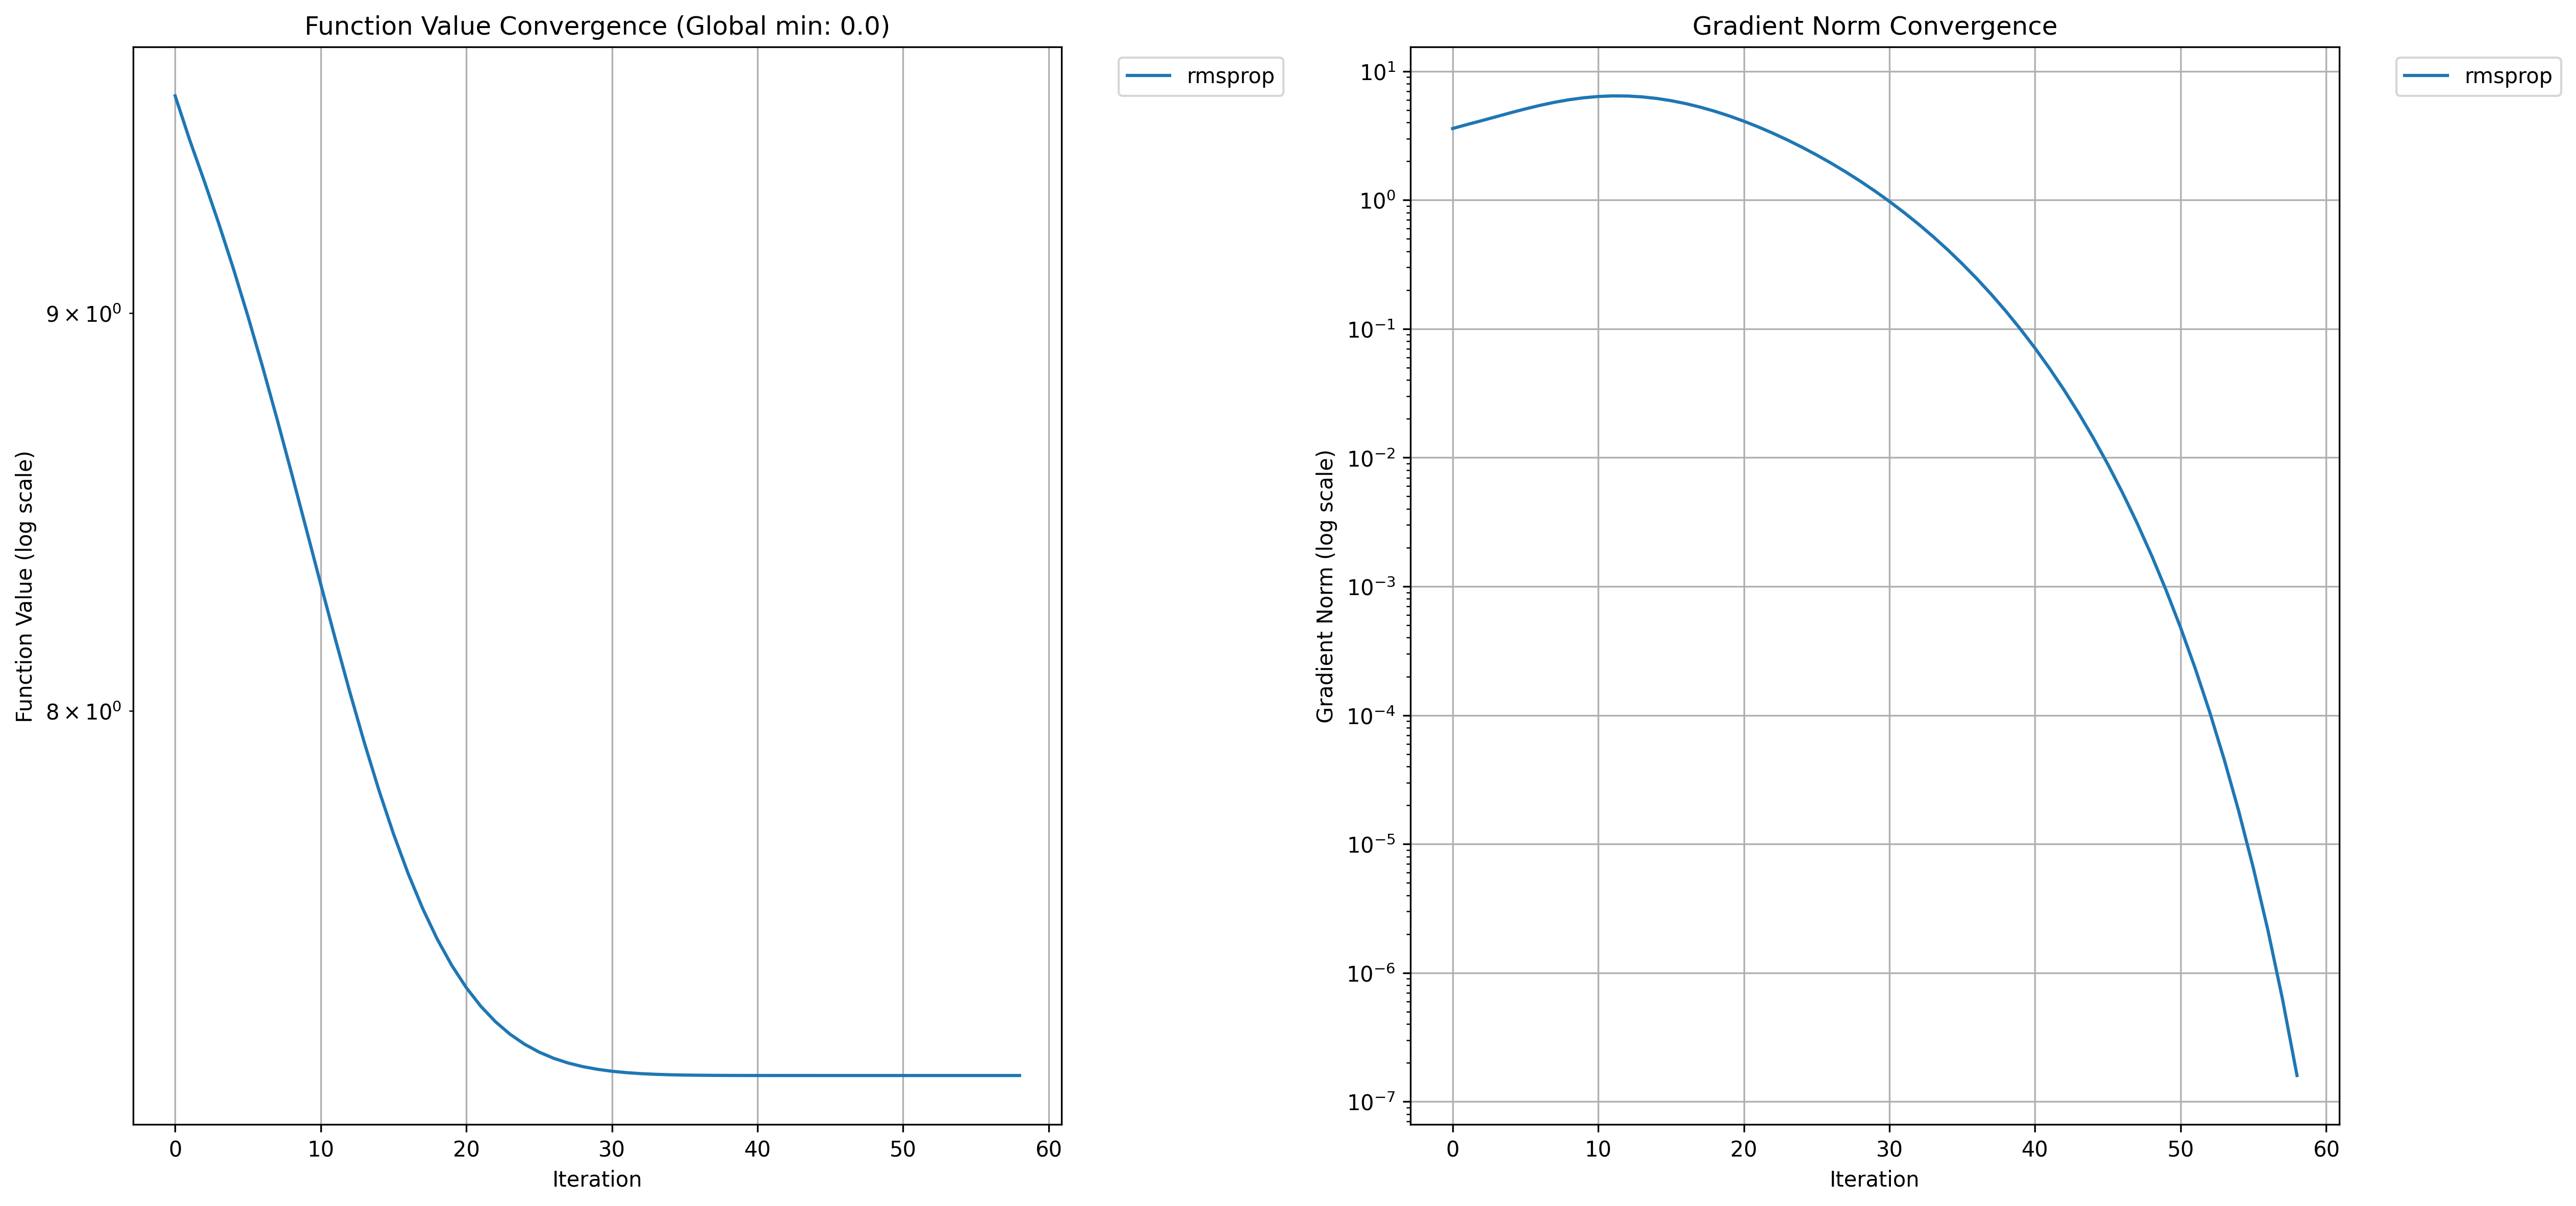 Function Value Convergence (Global min: 0.0)
Function Value (log scale)
9 × 10⁰
8 × 10⁰
0 10 20 30 40 50 60
Iteration
rmsprop
Gradient Norm Convergence
Gradient Norm (log scale)
10¹
10⁰
10⁻¹
10⁻²
10⁻³
10⁻⁴
10⁻⁵
10⁻⁶
10⁻⁷
0 10 20 30 40 50 60
Iteration
rmsprop